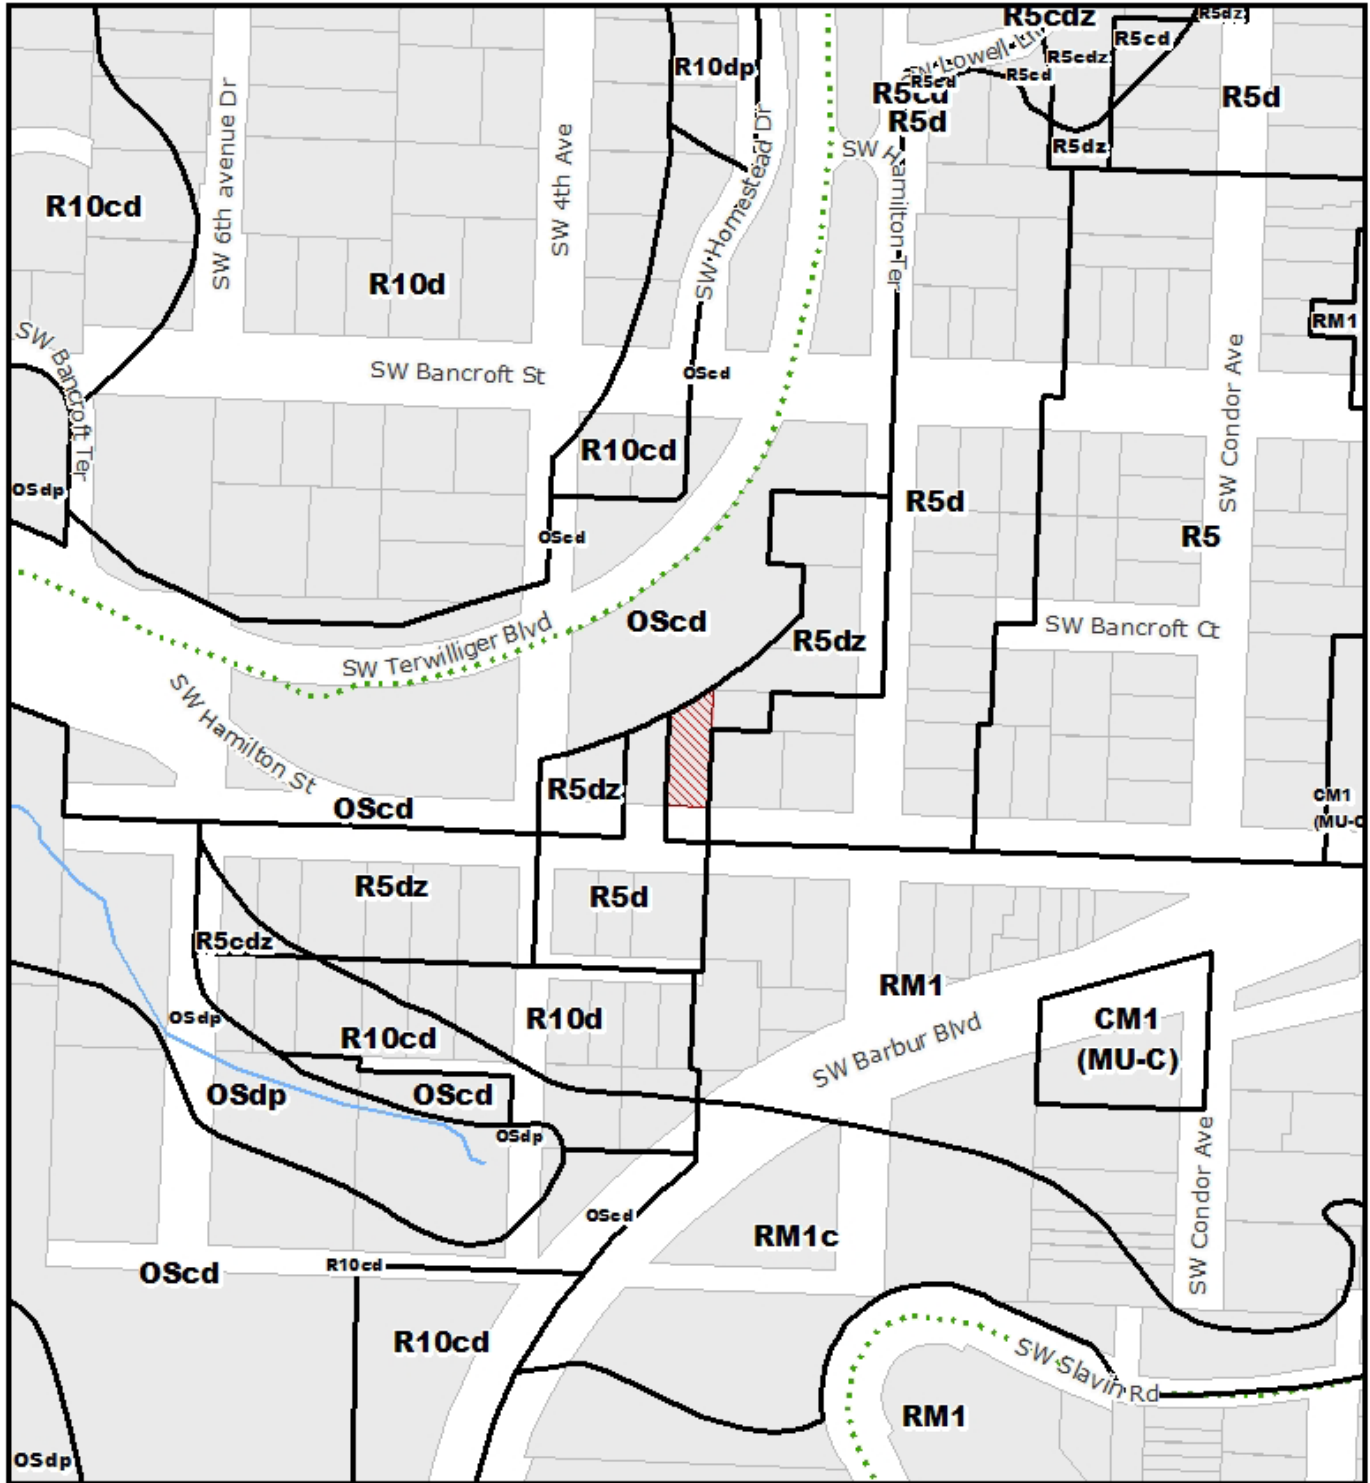 R5cdz
R5dz
R5cd
R10dp
SW Lowell Ln
R5cdz
R5cd
R5cd
R5cd
R5d
R5d
SW 6th avenue Dr
SW 4th Ave
SW Homestead Dr
SW Hamilton Ter
R5dz
R10cd
R10d
RM1
SW Bancroft Ter
SW Bancroft St
OScd
SW Condor Ave
R10cd
OSdp
R5d
R5
OScd
OScd
R5dz
SW Bancroft Ct
SW Terwilliger Blvd
SW Hamilton St
R5dz
OScd
CM1
(MU-C
R5dz
R5d
R5cdz
RM1
OSdp
R10cd
R10d
CM1
(MU-C)
SW Barbur Blvd
OSdp
OScd
OSdp
SW Condor Ave
OScd
RM1c
R10cd
OScd
R10cd
SW Slavin Rd
RM1
OSdp